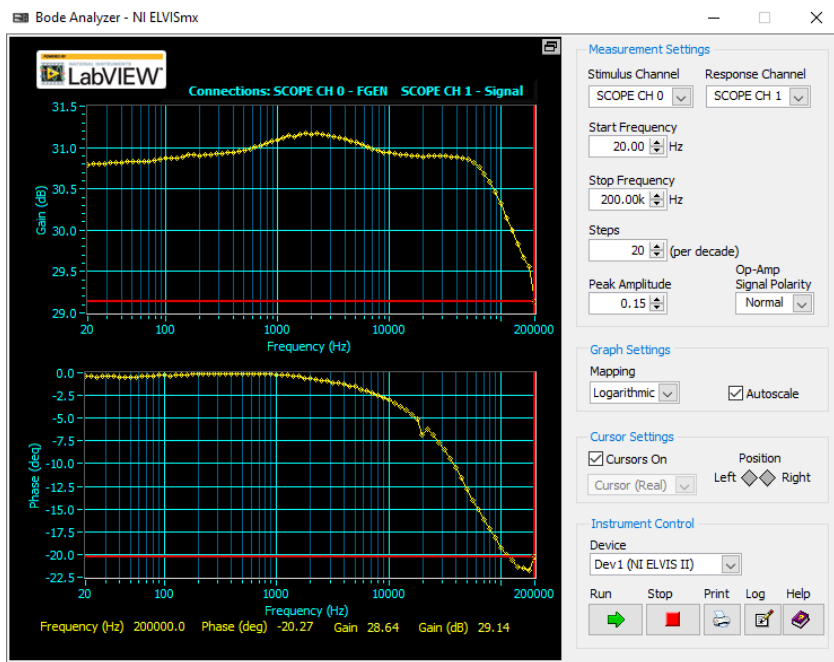 Bode Analyzer - NI ELVISmx
POWERED BY
NATIONAL INSTRUMENTS
LabVIEW™
Connections: SCOPE CH 0 - FGEN SCOPE CH 1 - Signal
31.5
31.0
30.5
30.0
29.5
29.0
Gain (dB)
20 100 1000 10000 200000
Frequency (Hz)
0.0
-2.5
-5.0
-7.5
-10.0
-12.5
-15.0
-17.5
-20.0
-22.5
Phase (deg)
20 100 1000 10000 200000
Frequency (Hz)
Frequency (Hz) 200000.0 Phase (deg) -20.27 Gain 28.64 Gain (dB) 29.14
Measurement Settings
Stimulus Channel Response Channel
SCOPE CH 0 SCOPE CH 1
Start Frequency
20.00 Hz
Stop Frequency
200.00k Hz
Steps
20 (per decade)
Peak Amplitude
0.15
Op-Amp
Signal Polarity
Normal
Graph Settings
Mapping
Logarithmic Autoscale
Cursor Settings
Cursors On Position
Cursor (Real) Left Right
Instrument Control
Device
Dev1 (NI ELVIS II)
Run Stop Print Log Help